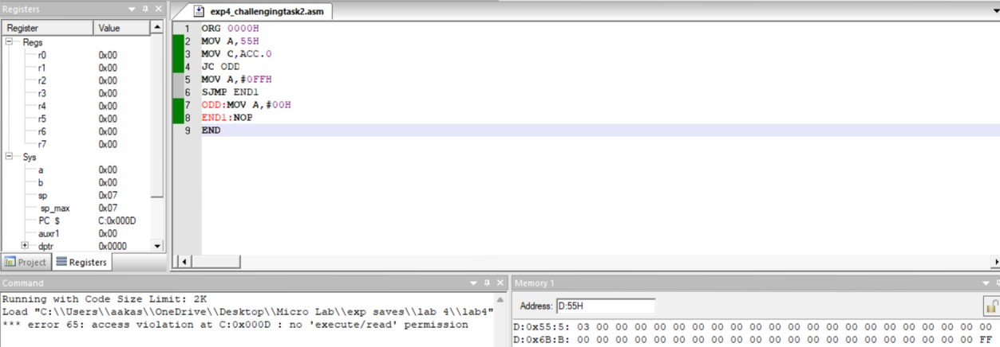 Registers
Register Value
Regs
r0 0x00
r1 0x00
r2 0x00
r3 0x00
r4 0x00
r5 0x00
r6 0x00
r7 0x00
Sys
a 0x00
b 0x00
sp 0x07
sp_max 0x07
PC $ C:0x000D
auxr1 0x00
dptr 0x0000
Project Registers
exp4_challengingtask2.asm
1 ORG 0000H
2 MOV A,55H
3 MOV C,ACC.0
4 JC ODD
5 MOV A,#0FFH
6 SJMP END1
7 ODD:MOV A,#00H
8 END1:NOP
9 END
Command
Running with Code Size Limit: 2K
Load "C:\\Users\\aakas\\OneDrive\\Desktop\\Micro Lab\\exp saves\\lab 4\\lab4"
*** error 65: access violation at C:0x000D : no 'execute/read' permission
Memory 1
Address: D:55H
D:0x55:5: 03 00 00 00 00 00 00 00 00 00 00 00 00 00 00 00 00 00 00 00 00 00
D:0x6B:B: 00 00 00 00 00 00 00 00 00 00 00 00 00 00 00 00 00 00 00 00 00 FF